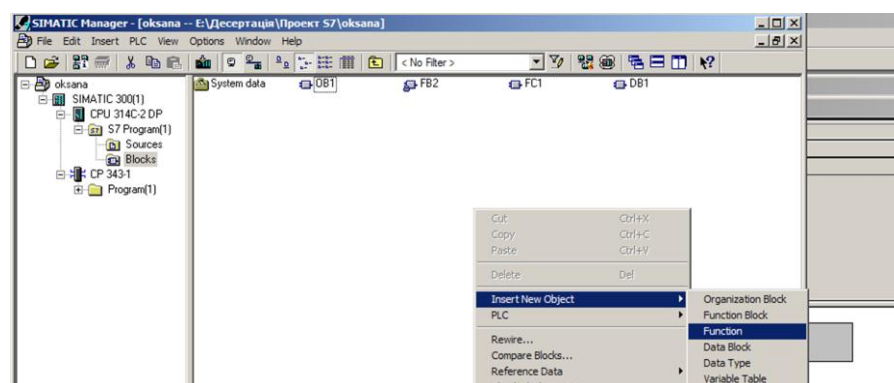 SIMATIC Manager - [oksana -- E:\Десертація\Проект S7\oksana]
File Edit Insert PLC View Options Window Help
< No Filter >
oksana
SIMATIC 300(1)
CPU 314C-2 DP
S7 Program(1)
Sources
Blocks
CP 343-1
Program(1)
System data OB1 FB2 FC1 DB1
Cut Ctrl+X
Copy Ctrl+C
Paste Ctrl+V
Delete Del
Insert New Object
PLC
Rewire...
Compare Blocks...
Reference Data
Organization Block
Function Block
Function
Data Block
Data Type
Variable Table